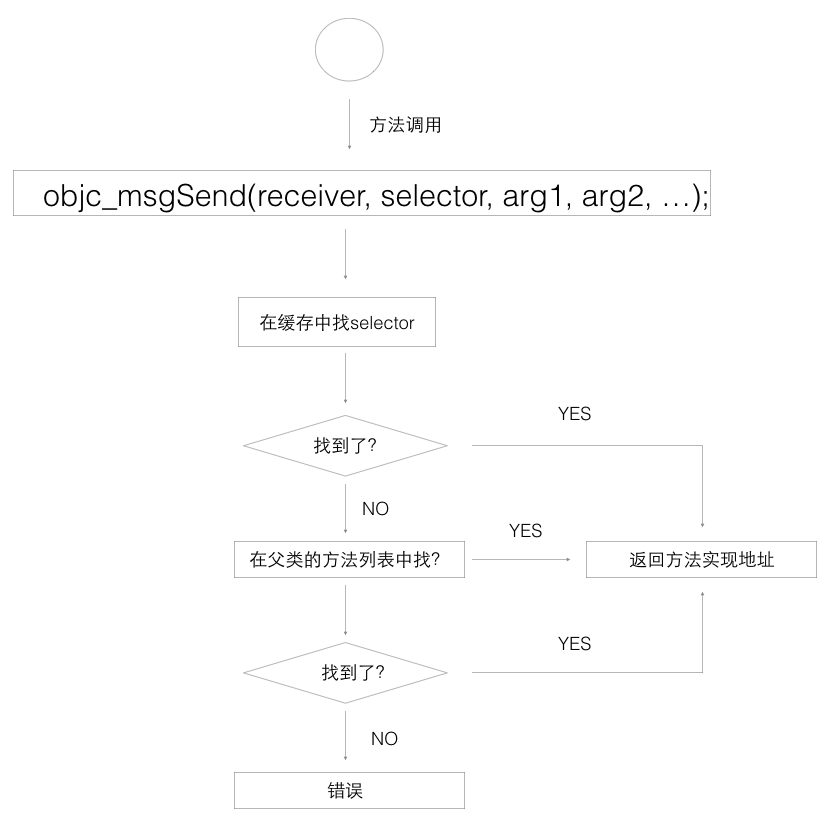 方法调用
objc_msgSend(receiver, selector, arg1, arg2, …);
在缓存中找selector
YES
找到了?
NO
YES
在父类的方法列表中找?
返回方法实现地址
YES
找到了?
NO
错误